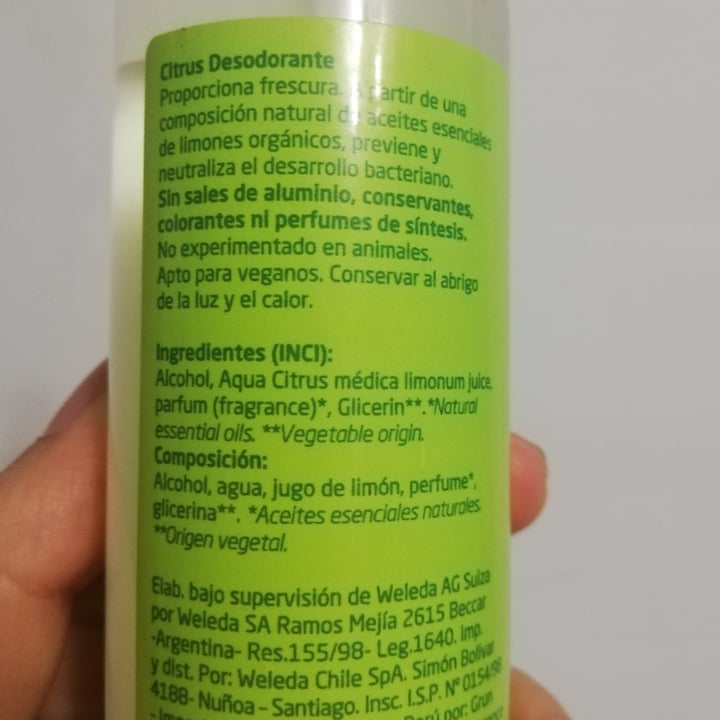 Citrus Desodorante
Proporciona frescura. A partir de una
composición natural de aceites esenciales
de limones orgánicos, previene y
neutraliza el desarrollo bacteriano.
Sin sales de aluminio, conservantes,
colorantes ni perfumes de síntesis.
No experimentado en animales.
Apto para veganos. Conservar al abrigo
de la luz y el calor.
Ingredientes (INCI):
Alcohol, Aqua Citrus médica limonum juice,
parfum (fragrance)*, Glicerin**.*Natural
essential oils. **Vegetable origin.
Composición:
Alcohol, agua, jugo de limón, perfume*,
glicerina**. *Aceites esenciales naturales.
**Origen vegetal.
Elab. bajo supervisión de Weleda AG Suiza
por Weleda SA Ramos Mejía 2615 Beccar
-Argentina- Res.155/98- Leg.1640. Imp.
y dist. Por: Weleda Chile SpA. Simón Bolívar
4188- Nuñoa - Santiago. Insc. I.S.P. Nº 0154/98
Perú por: Grun